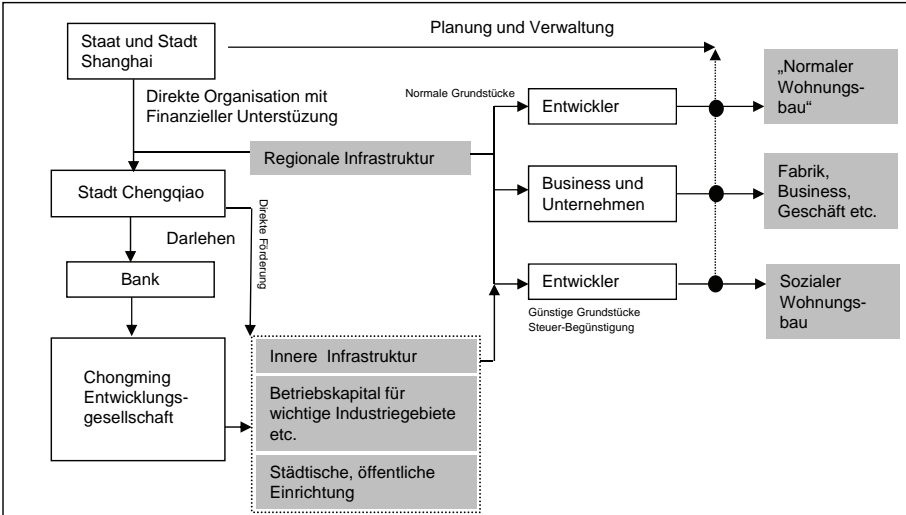 Staat und Stadt
Shanghai
Planung und Verwaltung
Direkte Organisation mit
Finanzieller Unterstüzung
Regionale Infrastruktur
Normale Grundstücke
Entwickler
„Normaler
Wohnungs-
bau“
Stadt Chengqiao
Direkte Förderung
Business und
Unternehmen
Fabrik,
Business,
Geschäft etc.
Darlehen
Bank
Entwickler
Günstige Grundstücke
Steuer-Begünstigung
Sozialer
Wohnungs-
bau
Chongming
Entwicklungs-
gesellschaft
Innere Infrastruktur
Betriebskapital für
wichtige Industriegebiete
etc.
Städtische, öffentliche
Einrichtung